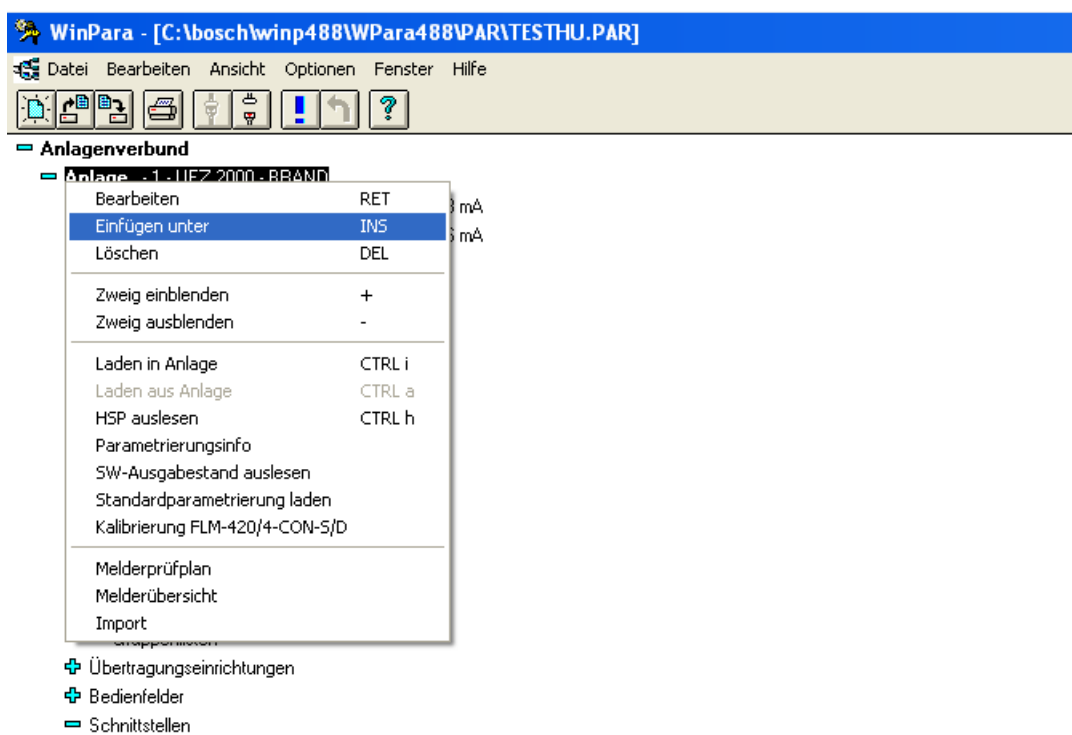 WinPara - [C:\bosch\winp488\WPara488\PAR\TESTHU.PAR]
Datei Bearbeiten Ansicht Optionen Fenster Hilfe
Anlagenverbund
Anlage - 1 - UEZ 2000 - BRAND
Bearbeiten RET
mA
Einfügen unter INS
mA
Löschen DEL
Zweig einblenden +
Zweig ausblenden -
Laden in Anlage CTRL i
Laden aus Anlage CTRL a
HSP auslesen CTRL h
Parametrierungsinfo
SW-Ausgabestand auslesen
Standardparametrierung laden
Kalibrierung FLM-420/4-CON-S/D
Melderprüfplan
Melderübersicht
Import
Übertragungseinrichtungen
Bedienfelder
Schnittstellen